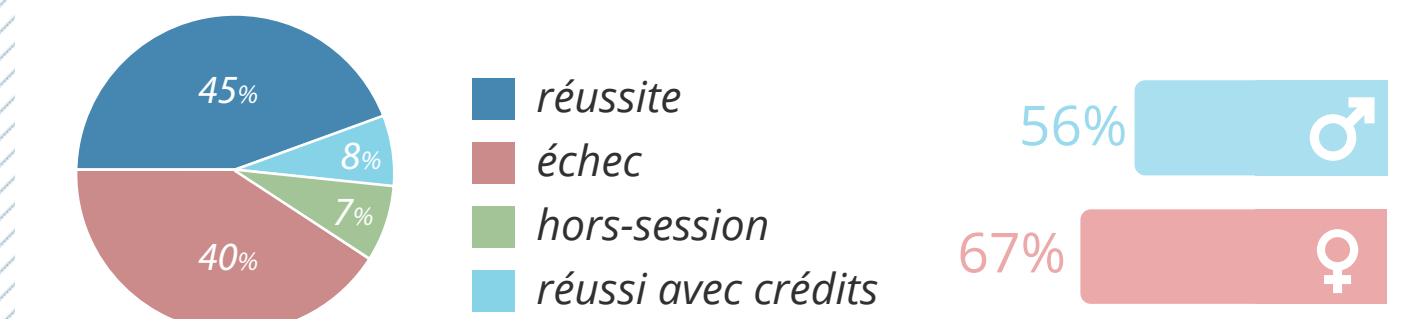 45%
8%
7%
40%
réussite
échec
hors-session
réussi avec crédits
56%
67%